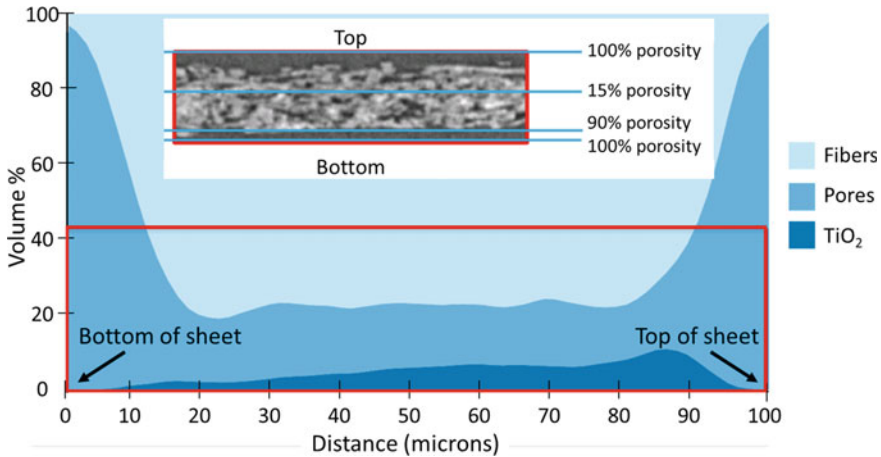 Top
100% porosity
15% porosity
90% porosity
100% porosity
Bottom
100
80
60
40
20
0
Volume %
Bottom of sheet
Top of sheet
0 10 20 30 40 50 60 70 80 90 100
Distance (microns)
Fibers
Pores
TiO₂